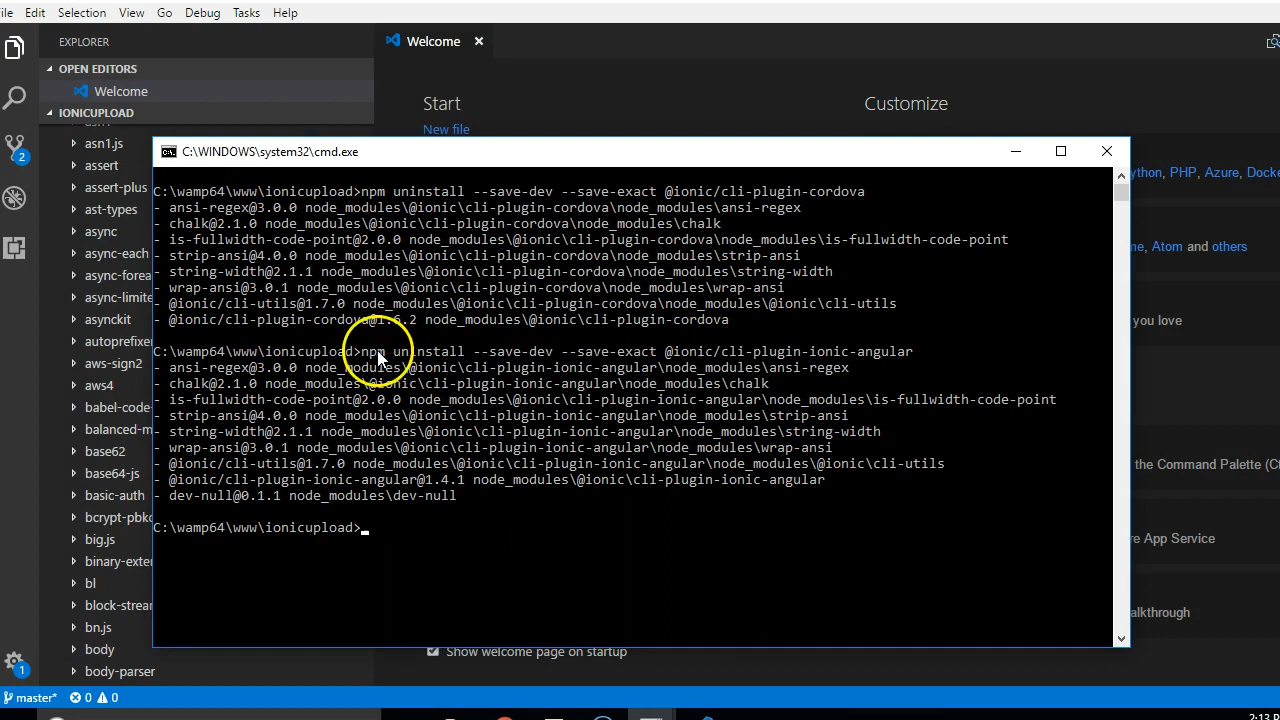 ile Edit Selection View Go Debug Tasks Help
EXPLORER
OPEN EDITORS
Welcome
IONICUPLOAD
asn1.js
assert
assert-plus
ast-types
async
async-each
async-forea
async-limite
asynckit
autoprefixer
aws-sign2
aws4
babel-code-
balanced-m
base62
base64-js
basic-auth
bcrypt-pbk
big.js
binary-exte
bl
block-strea
bn.js
body
body-parser
Welcome
Start
New file
Customize
ython, PHP, Azure, Docke
me, Atom and others
you love
the Command Palette (C
re App Service
lkthrough
Show welcome page on startup
C:\WINDOWS\system32\cmd.exe
C:\wamp64\www\ionicupload>npm uninstall --save-dev --save-exact @ionic/cli-plugin-cordova
- ansi-regex@3.0.0 node_modules\@ionic\cli-plugin-cordova\node_modules\ansi-regex
- chalk@2.1.0 node_modules\@ionic\cli-plugin-cordova\node_modules\chalk
- is-fullwidth-code-point@2.0.0 node_modules\@ionic\cli-plugin-cordova\node_modules\is-fullwidth-code-point
- strip-ansi@4.0.0 node_modules\@ionic\cli-plugin-cordova\node_modules\strip-ansi
- string-width@2.1.1 node_modules\@ionic\cli-plugin-cordova\node_modules\string-width
- wrap-ansi@3.0.1 node_modules\@ionic\cli-plugin-cordova\node_modules\wrap-ansi
- @ionic/cli-utils@1.7.0 node_modules\@ionic\cli-plugin-cordova\node_modules\@ionic\cli-utils
- @ionic/cli-plugin-cordova@1.6.2 node_modules\@ionic\cli-plugin-cordova
C:\wamp64\www\ionicupload>npm uninstall --save-dev --save-exact @ionic/cli-plugin-ionic-angular
- ansi-regex@3.0.0 node_modules\@ionic\cli-plugin-ionic-angular\node_modules\ansi-regex
- chalk@2.1.0 node_modules\@ionic\cli-plugin-ionic-angular\node_modules\chalk
- is-fullwidth-code-point@2.0.0 node_modules\@ionic\cli-plugin-ionic-angular\node_modules\is-fullwidth-code-point
- strip-ansi@4.0.0 node_modules\@ionic\cli-plugin-ionic-angular\node_modules\strip-ansi
- string-width@2.1.1 node_modules\@ionic\cli-plugin-ionic-angular\node_modules\string-width
- wrap-ansi@3.0.1 node_modules\@ionic\cli-plugin-ionic-angular\node_modules\wrap-ansi
- @ionic/cli-utils@1.7.0 node_modules\@ionic\cli-plugin-ionic-angular\node_modules\@ionic\cli-utils
- @ionic/cli-plugin-ionic-angular@1.4.1 node_modules\@ionic\cli-plugin-ionic-angular
- dev-null@0.1.1 node_modules\dev-null
C:\wamp64\www\ionicupload>
2
1
master* 0 0
2:13